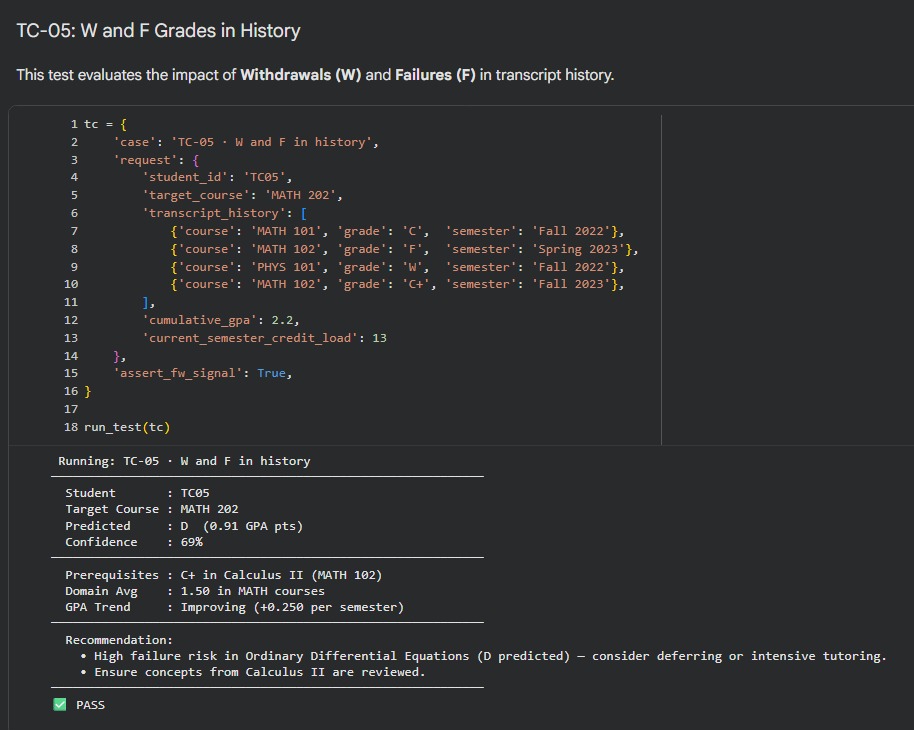 TC-05: W and F Grades in History
This test evaluates the impact of Withdrawals (W) and Failures (F) in transcript history.
1 tc = {
2     'case': 'TC-05 · W and F in history',
3     'request': {
4         'student_id': 'TC05',
5         'target_course': 'MATH 202',
6         'transcript_history': [
7             {'course': 'MATH 101', 'grade': 'C',  'semester': 'Fall 2022'},
8             {'course': 'MATH 102', 'grade': 'F',  'semester': 'Spring 2023'},
9             {'course': 'PHYS 101', 'grade': 'W',  'semester': 'Fall 2022'},
10             {'course': 'MATH 102', 'grade': 'C+', 'semester': 'Fall 2023'},
11         ],
12         'cumulative_gpa': 2.2,
13         'current_semester_credit_load': 13
14     },
15     'assert_fw_signal': True,
16 }
17
18 run_test(tc)
Running: TC-05 · W and F in history
Student       : TC05
Target Course : MATH 202
Predicted     : D  (0.91 GPA pts)
Confidence    : 69%
Prerequisites : C+ in Calculus II (MATH 102)
Domain Avg    : 1.50 in MATH courses
GPA Trend     : Improving (+0.250 per semester)
Recommendation:
• High failure risk in Ordinary Differential Equations (D predicted) — consider deferring or intensive tutoring.
• Ensure concepts from Calculus II are reviewed.
✅ PASS